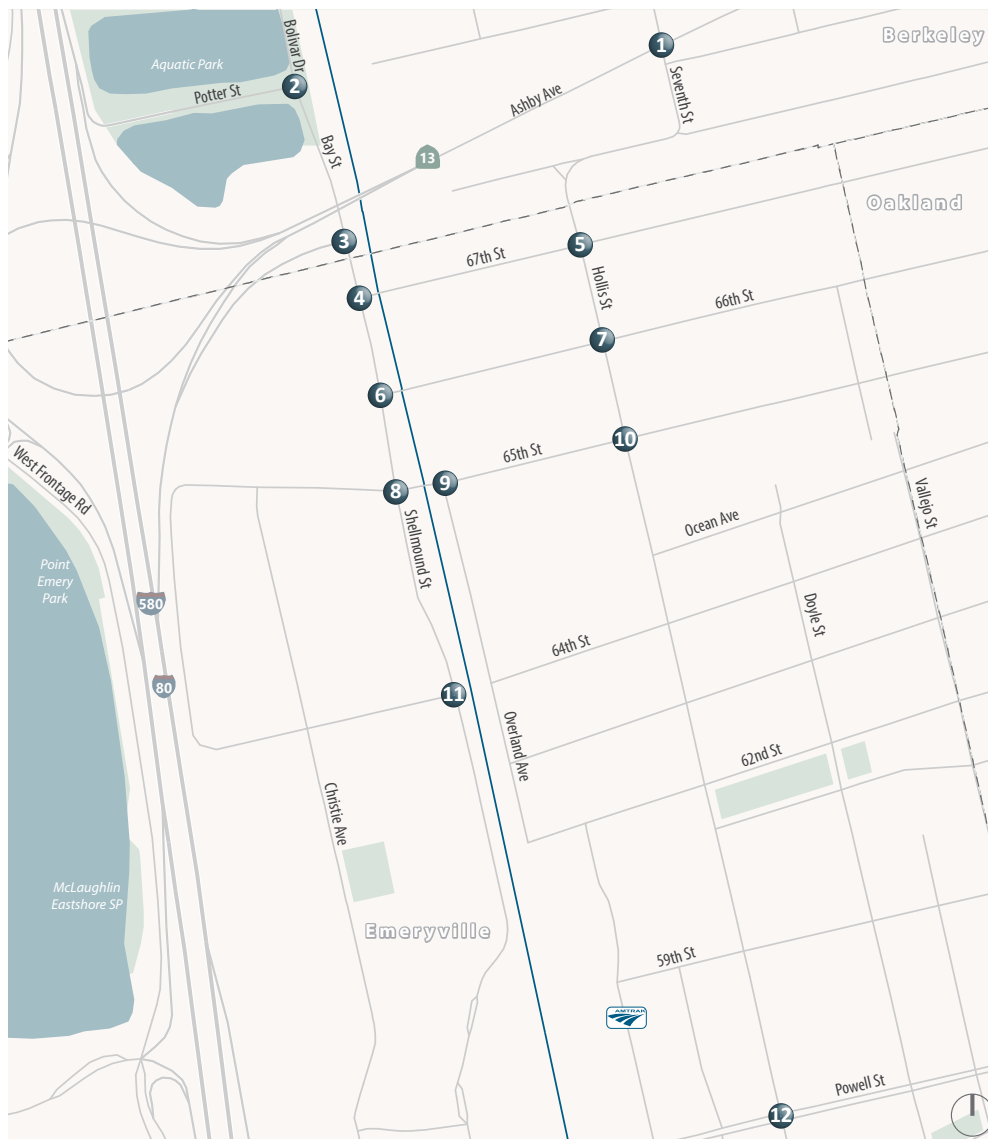 Berkeley
1
Bolivar Dr
Aquatic Park
2
Seventh St
Potter St
Ashby Ave
Bay St
13
Oakland
3
5
67th St
Hollis St
4
66th St
7
6
10
65th St
West Frontage Rd
9
8
Vallejo St
Shellmound St
Ocean Ave
Point
Emery
Park
580
Doyle St
64th St
80
11
Overland Ave
62nd St
Christie Ave
McLaughlin
Eastshore SP
Emeryville
59th St
AMTRAK
Powell St
12